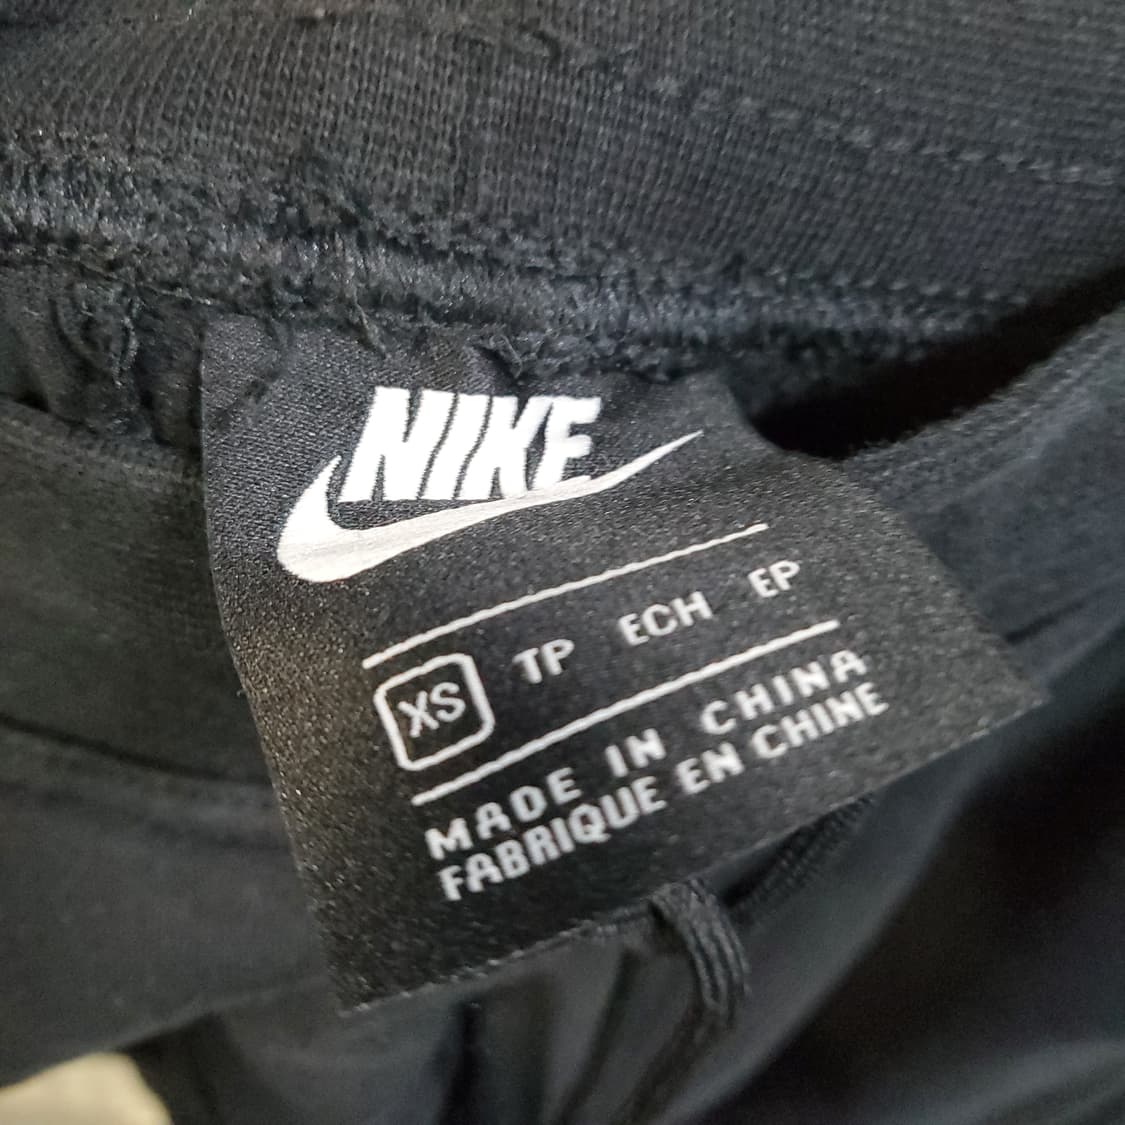 NIKE
XS TP ECH EP
MADE IN CHINA
FABRIQUE EN CHINE